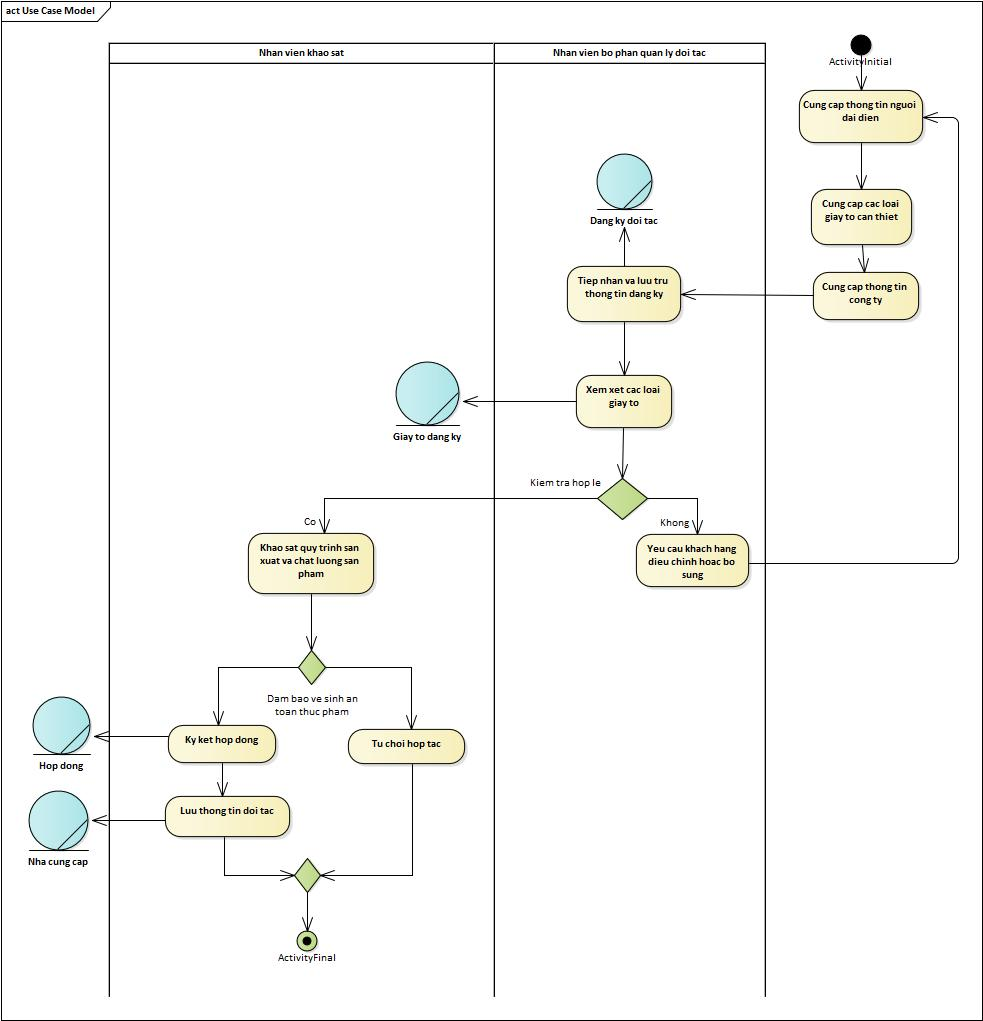 act Use Case Model
Nhan vien khao sat
Nhan vien bo phan quan ly doi tac
ActivityInitial
Cung cap thong tin nguoi
dai dien
Cung cap cac loai
giay to can thiet
Dang ky doi tac
Tiep nhan va luu tru
thong tin dang ky
Cung cap thong tin
cong ty
Xem xet cac loai
giay to
Giay to dang ky
Kiem tra hop le
Co
Khong
Khao sat quy trinh san
xuat va chat luong san
pham
Yeu cau khach hang
dieu chinh hoac bo
sung
Dam bao ve sinh an
toan thuc pham
Ky ket hop dong
Tu choi hop tac
Hop dong
Luu thong tin doi tac
Nha cung cap
ActivityFinal